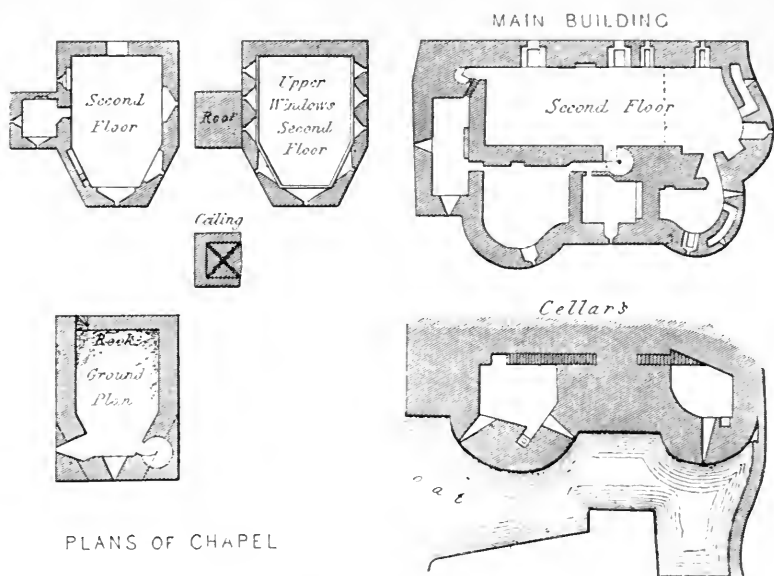 MAIN BUILDING
Second
Floor
Roof
Upper
Windows
Second
Floor
Second Floor
Ceiling
Rock
Ground
Plan
Cellars
PLANS OF CHAPEL